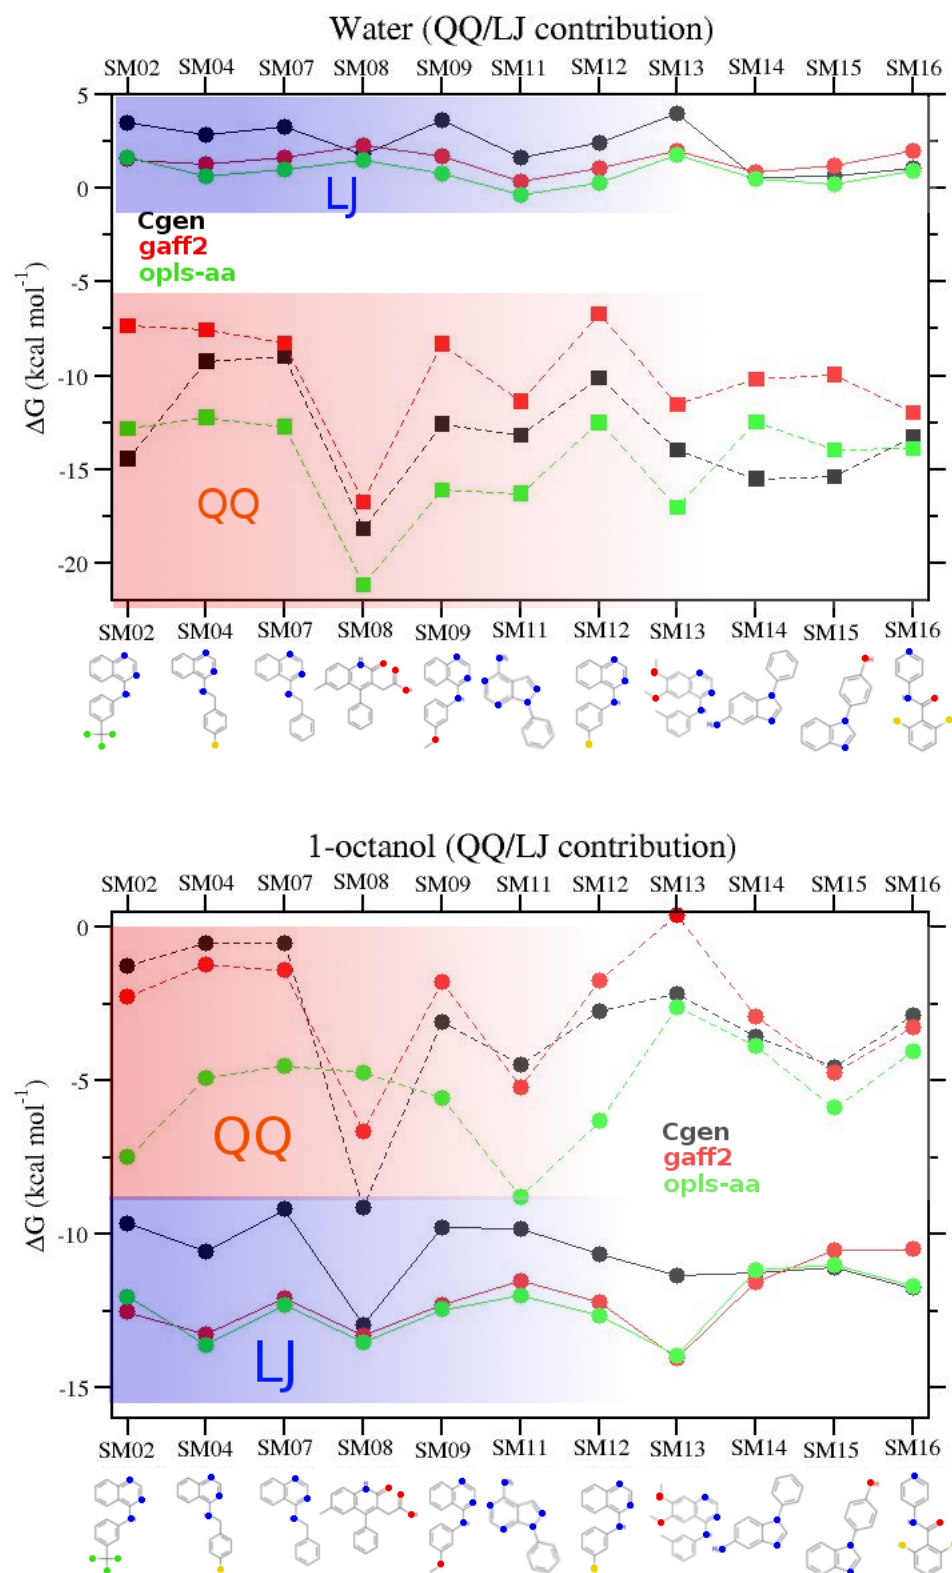 Water (QQ/LJ contribution)
SM02 SM04 SM07 SM08 SM09 SM11 SM12 SM13 SM14 SM15 SM16
5
0
LJ
Cgen
gaff2
opls-aa
-5
ΔG (kcal mol⁻¹)
-10
-15
QQ
-20
SM02 SM04 SM07 SM08 SM09 SM11 SM12 SM13 SM14 SM15 SM16
1-octanol (QQ/LJ contribution)
SM02 SM04 SM07 SM08 SM09 SM11 SM12 SM13 SM14 SM15 SM16
0
-5
ΔG (kcal mol⁻¹)
QQ
Cgen
gaff2
opls-aa
-10
LJ
-15
SM02 SM04 SM07 SM08 SM09 SM11 SM12 SM13 SM14 SM15 SM16